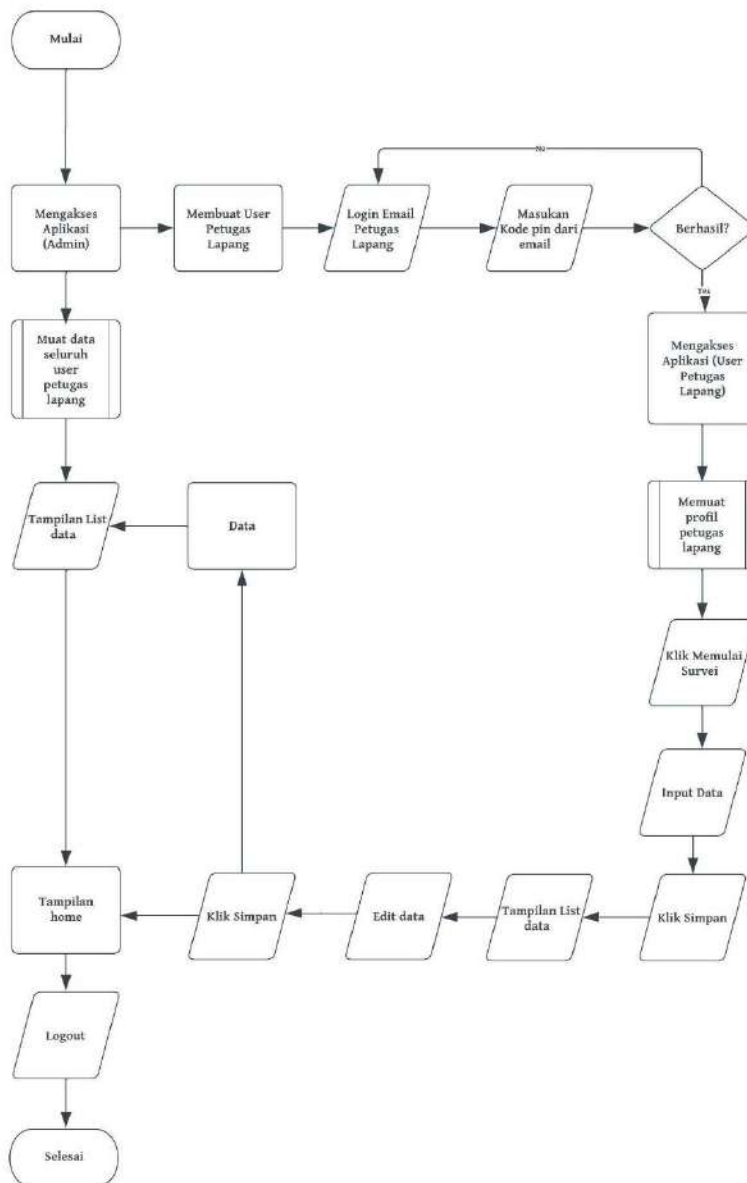 Mulai
No
Mengakses
Aplikasi
(Admin)
Membuat User
Petugas
Lapang
Login Email
Petugas
Lapang
Masukan
Kode pin dari
email
Berhasil?
Yes
Muat data
seluruh
user
petugas
lapang
Mengakses
Aplikasi (User
Petugas
Lapang)
Tampilan List
data
Data
Memuat
profil
petugas
lapang
Klik Memulai
Survei
Input Data
Tampilan
home
Klik Simpan
Edit data
Tampilan List
data
Klik Simpan
Logout
Selesai